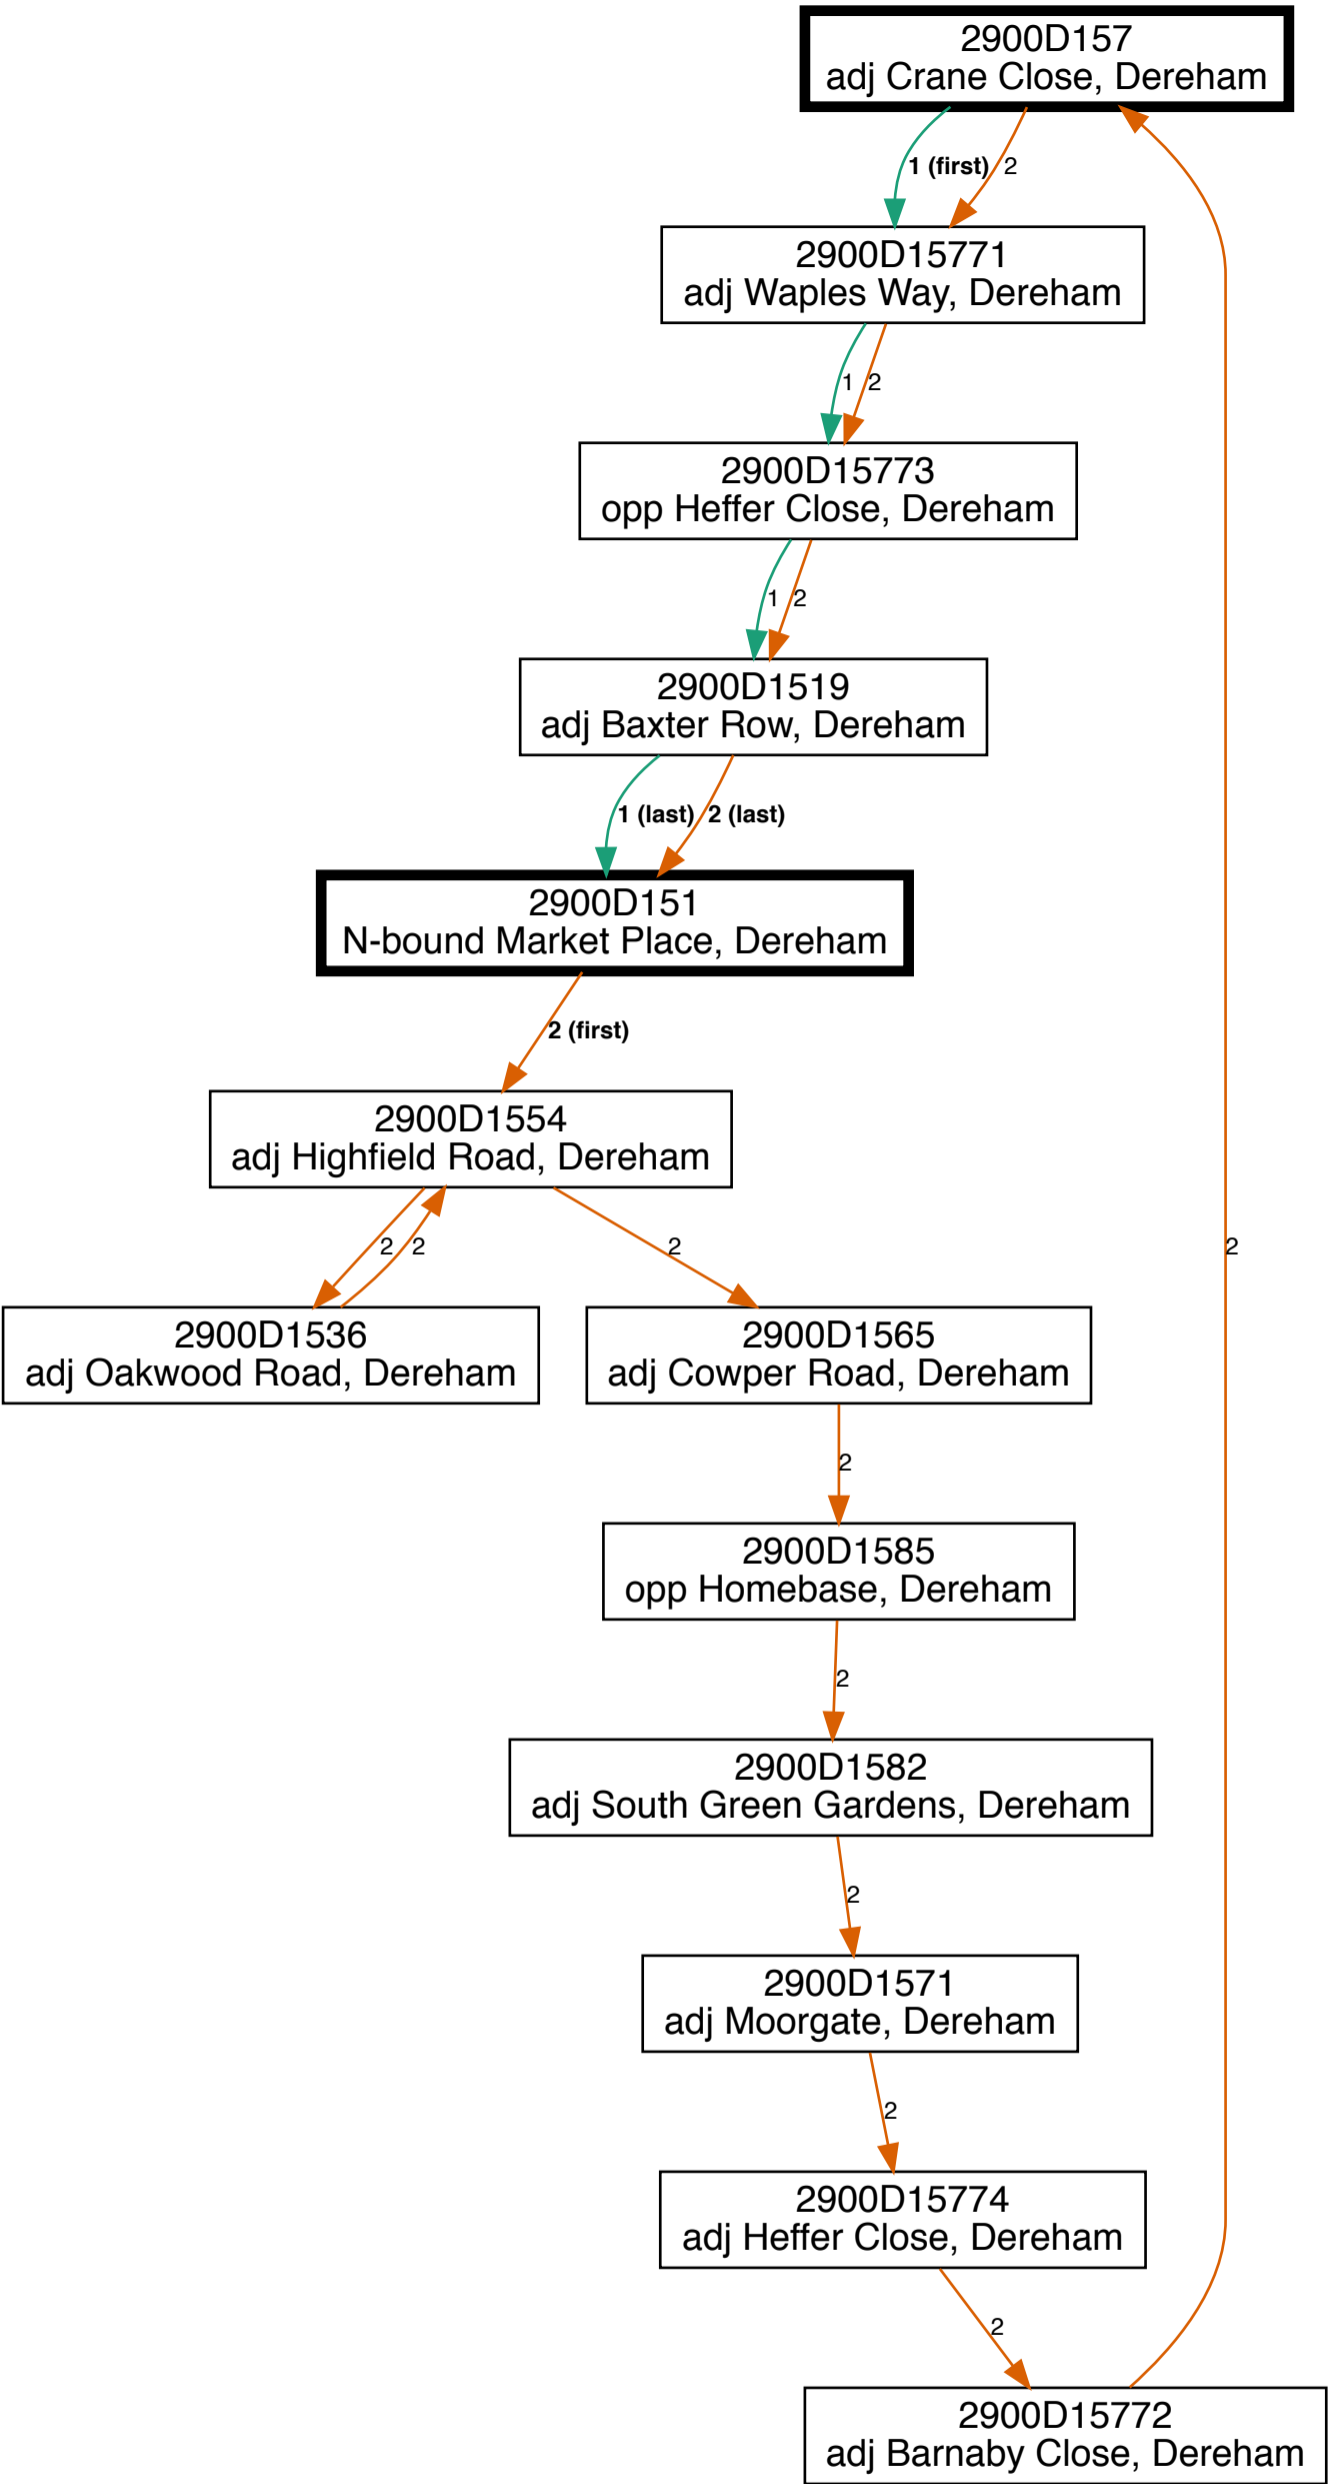 2900D157
adj Crane Close, Dereham
1 (first)
2
2900D15771
adj Waples Way, Dereham
1
2
2900D15773
opp Heffer Close, Dereham
1
2
2900D1519
adj Baxter Row, Dereham
1 (last)
2 (last)
2900D151
N-bound Market Place, Dereham
2 (first)
2900D1554
adj Highfield Road, Dereham
2
2
2
2
2900D1536
adj Oakwood Road, Dereham
2900D1565
adj Cowper Road, Dereham
2
2900D1585
opp Homebase, Dereham
2
2900D1582
adj South Green Gardens, Dereham
2
2900D1571
adj Moorgate, Dereham
2
2900D15774
adj Heffer Close, Dereham
2
2900D15772
adj Barnaby Close, Dereham